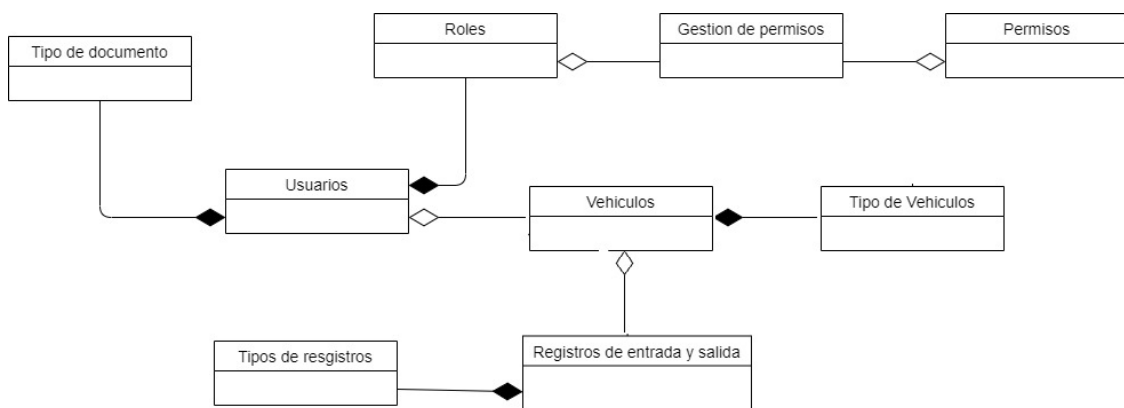 Roles
Gestion de permisos
Permisos
Tipo de documento
Usuarios
Vehiculos
Tipo de Vehiculos
Registros de entrada y salida
Tipos de resgistros